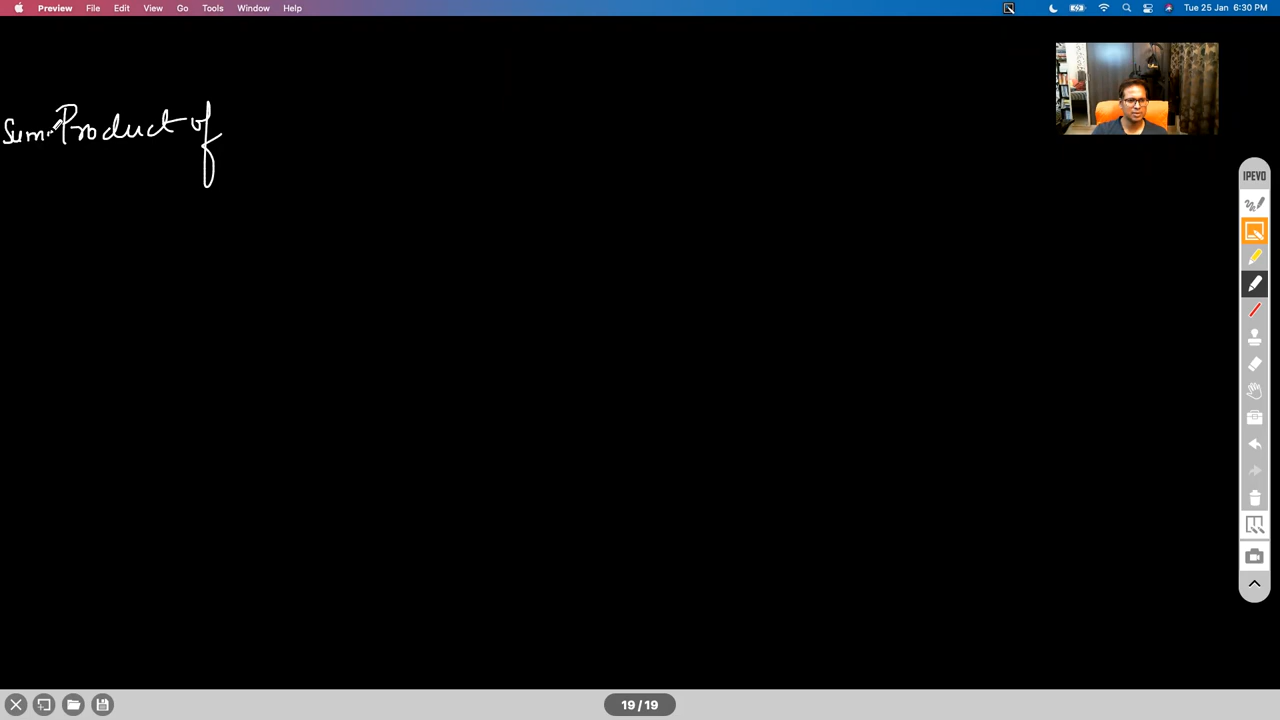 Preview File Edit View Go Tools Window Help Tue 25 Jan 6:30 PM
Sum-Product of
IPEVO
19/19